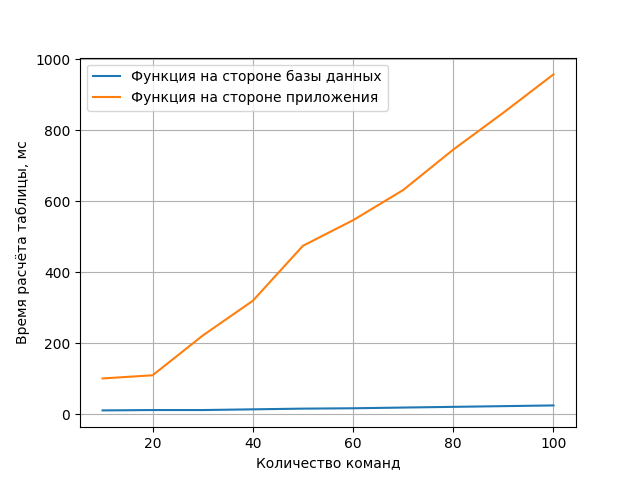 Функция на стороне базы данных
Функция на стороне приложения
Время расчёта таблицы, мс
1000
800
600
400
200
0
20 40 60 80 100
Количество команд